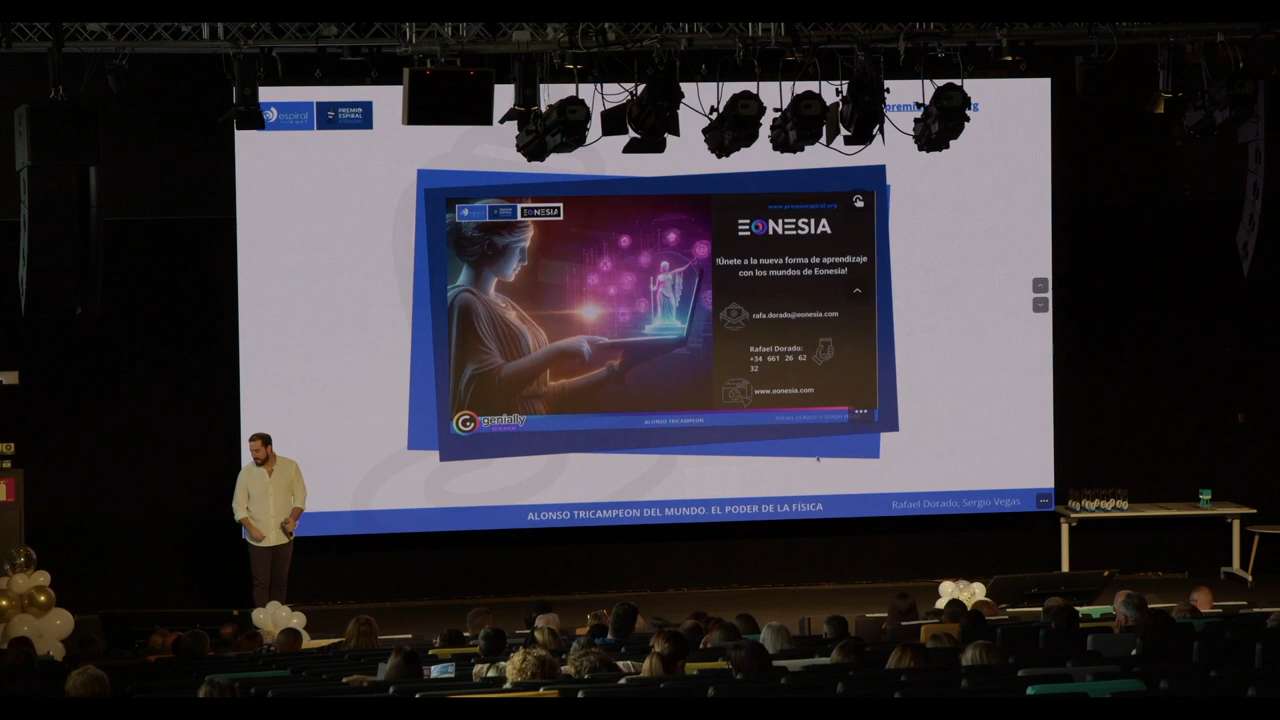 espiral
PREMIO
ESPIRAL
EONESIA
www.premioespiral.org
EONESIA
!Únete a la nueva forma de aprendizaje
con los mundos de Eonesia!
rafa.dorado@eonesia.com
Rafael Dorado:
+34 661 26 62
32
www.eonesia.com
genially
ALONSO TRICAMPEON
ALONSO TRICAMPEON DEL MUNDO. EL PODER DE LA FÍSICA
Rafael Dorado, Sergio Vegas